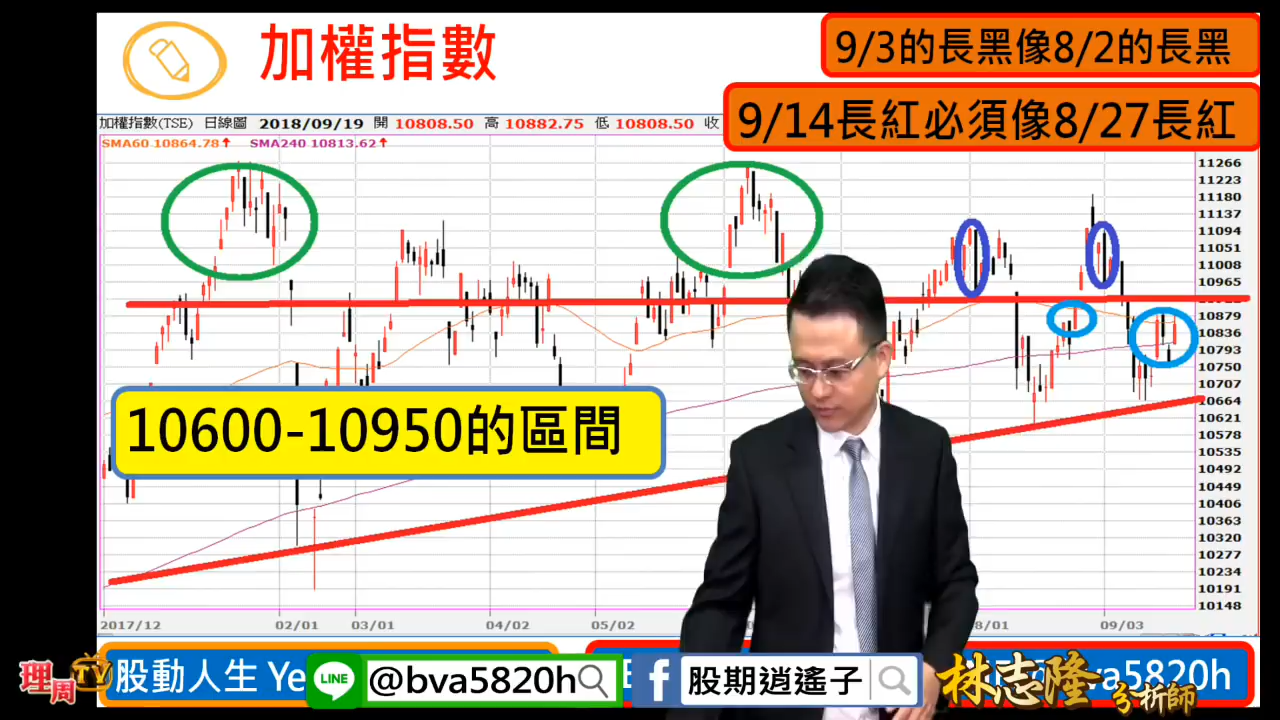 加權指數
9/3的長黑像8/2的長黑
9/14長紅必須像8/27長紅
加權指數(TSE) 日線圖 2018/09/19 開 10808.50 高 10882.75 低 10808.50 收
SMA60 10864.78↑ SMA240 10813.62↑
11266
11223
11180
11137
11094
11051
11008
10965
10879
10836
10793
10750
10707
10664
10621
10578
10535
10492
10449
10406
10363
10320
10277
10234
10191
10148
10600-10950的區間
2017/12 02/01 03/01 04/02 05/02 8/01 09/03
理周TV
股動人生 Ye
LINE @bva5820h
f 股期逍遙子
bva5820h
林志隆 分析師